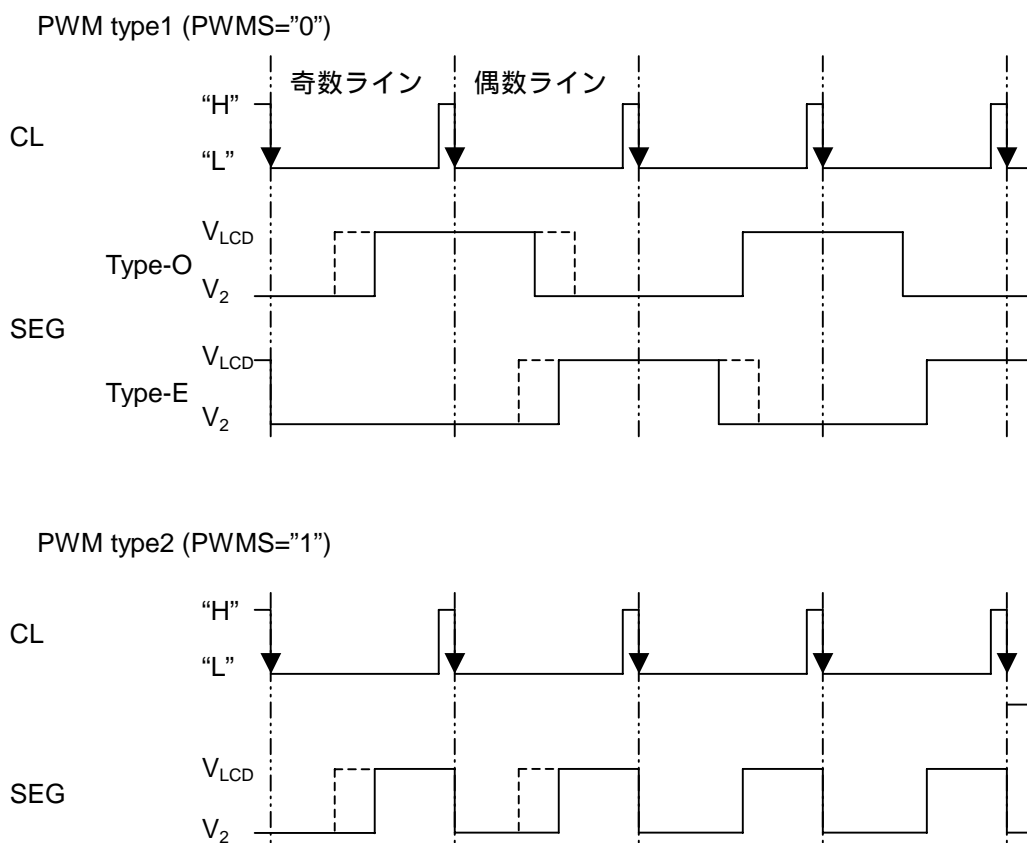 PWM type1 (PWMS=”0”)
奇数ライン 偶数ライン
“H”
CL
“L”
VLCD
Type-O
V2
SEG
VLCD
Type-E
V2
PWM type2 (PWMS=”1”)
“H”
CL
“L”
VLCD
SEG
V2